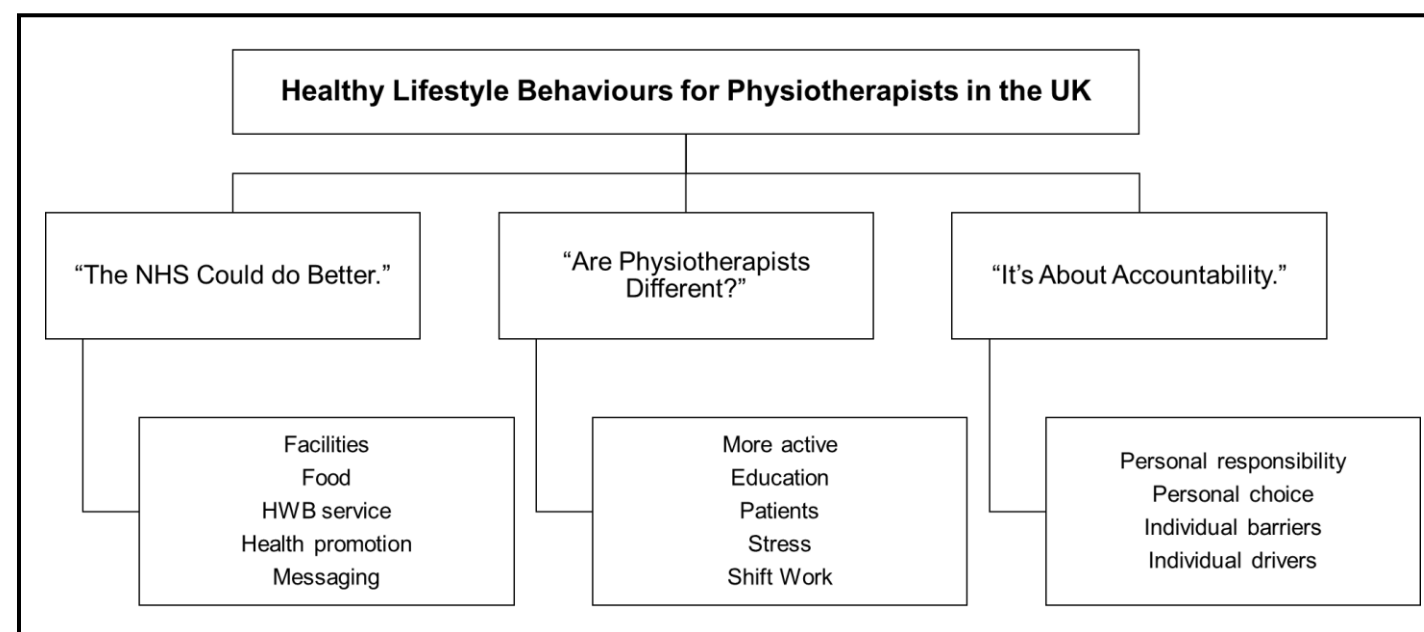 Healthy Lifestyle Behaviours for Physiotherapists in the UK
“The NHS Could do Better.”
“Are Physiotherapists
Different?”
“It’s About Accountability.”
Facilities
Food
HWB service
Health promotion
Messaging
More active
Education
Patients
Stress
Shift Work
Personal responsibility
Personal choice
Individual barriers
Individual drivers